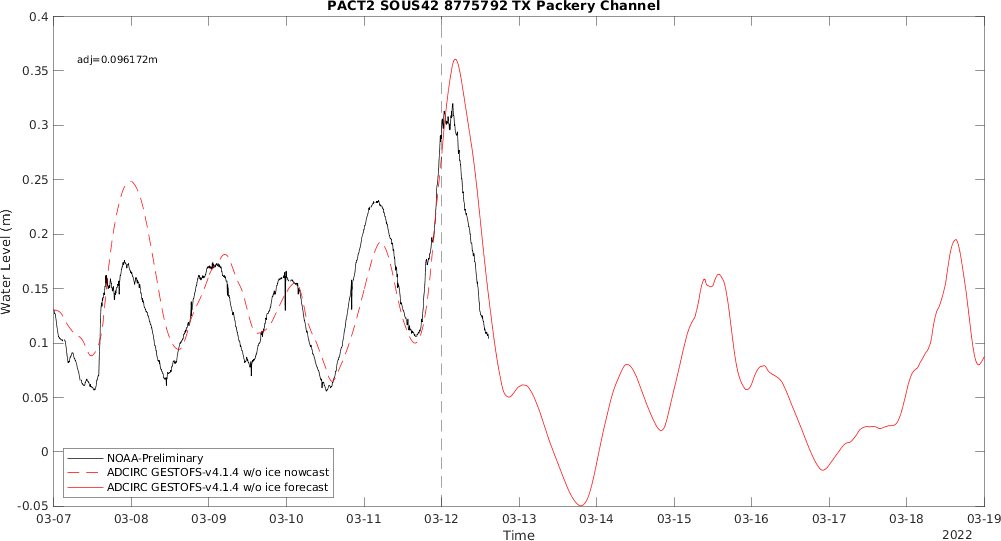 PACT2 SOUS42 8775792 TX Packery Channel
adj=0.096172m
Water Level (m)
0.4
0.35
0.3
0.25
0.2
0.15
0.1
0.05
0
-0.05
NOAA-Preliminary
ADCIRC GESTOFS-v4.1.4 w/o ice nowcast
ADCIRC GESTOFS-v4.1.4 w/o ice forecast
03-07 03-08 03-09 03-10 03-11 03-12 03-13 03-14 03-15 03-16 03-17 03-18 03-19
Time
2022